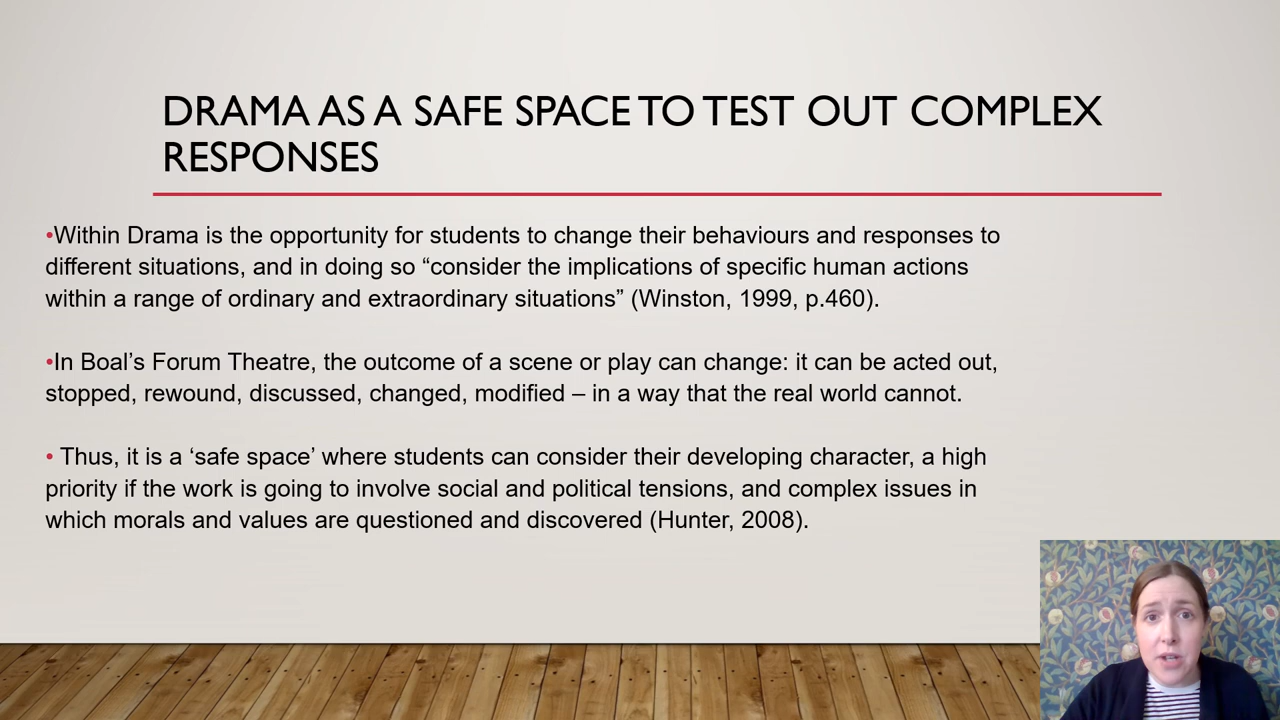 DRAMA AS A SAFE SPACE TO TEST OUT COMPLEX
RESPONSES
•Within Drama is the opportunity for students to change their behaviours and responses to
different situations, and in doing so “consider the implications of specific human actions
within a range of ordinary and extraordinary situations” (Winston, 1999, p.460).
•In Boal’s Forum Theatre, the outcome of a scene or play can change: it can be acted out,
stopped, rewound, discussed, changed, modified – in a way that the real world cannot.
• Thus, it is a ‘safe space’ where students can consider their developing character, a high
priority if the work is going to involve social and political tensions, and complex issues in
which morals and values are questioned and discovered (Hunter, 2008).